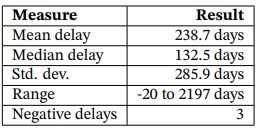 Measure Result
Mean delay 238.7 days
Median delay 132.5 days
Std. dev. 285.9 days
Range -20 to 2197 days
Negative delays 3